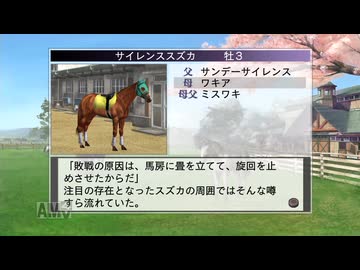 サイレンススズカ　牡３
父　サンデーサイレンス
母　ワキア
母父　ミスワキ
「敗戦の原因は、馬房に畳を立てて、旋回を止
めさせたからだ」
注目の存在となったスズカの周囲ではそんな噂
すら流れていた。